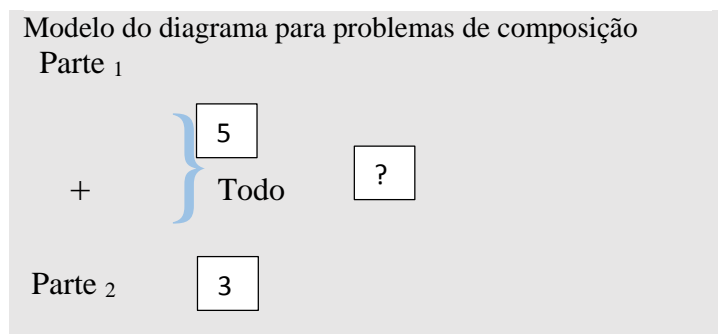 Modelo do diagrama para problemas de composição
Parte 1
5
+ Todo ?
Parte 2 3